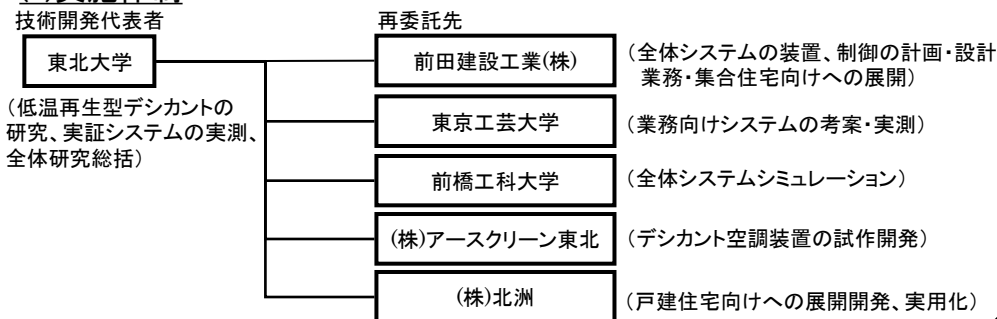 技術開発代表者
再委託先
東北大学
(低温再生型デシカントの
研究、実証システムの実測、
全体研究総括)
前田建設工業(株)
(全体システムの装置、制御の計画・設計
業務・集合住宅向けへの展開)
東京工芸大学
(業務向けシステムの考案・実測)
前橋工科大学
(全体システムシミュレーション)
(株)アースクリーン東北
(デシカント空調装置の試作開発)
(株)北洲
(戸建住宅向けへの展開開発、実用化)